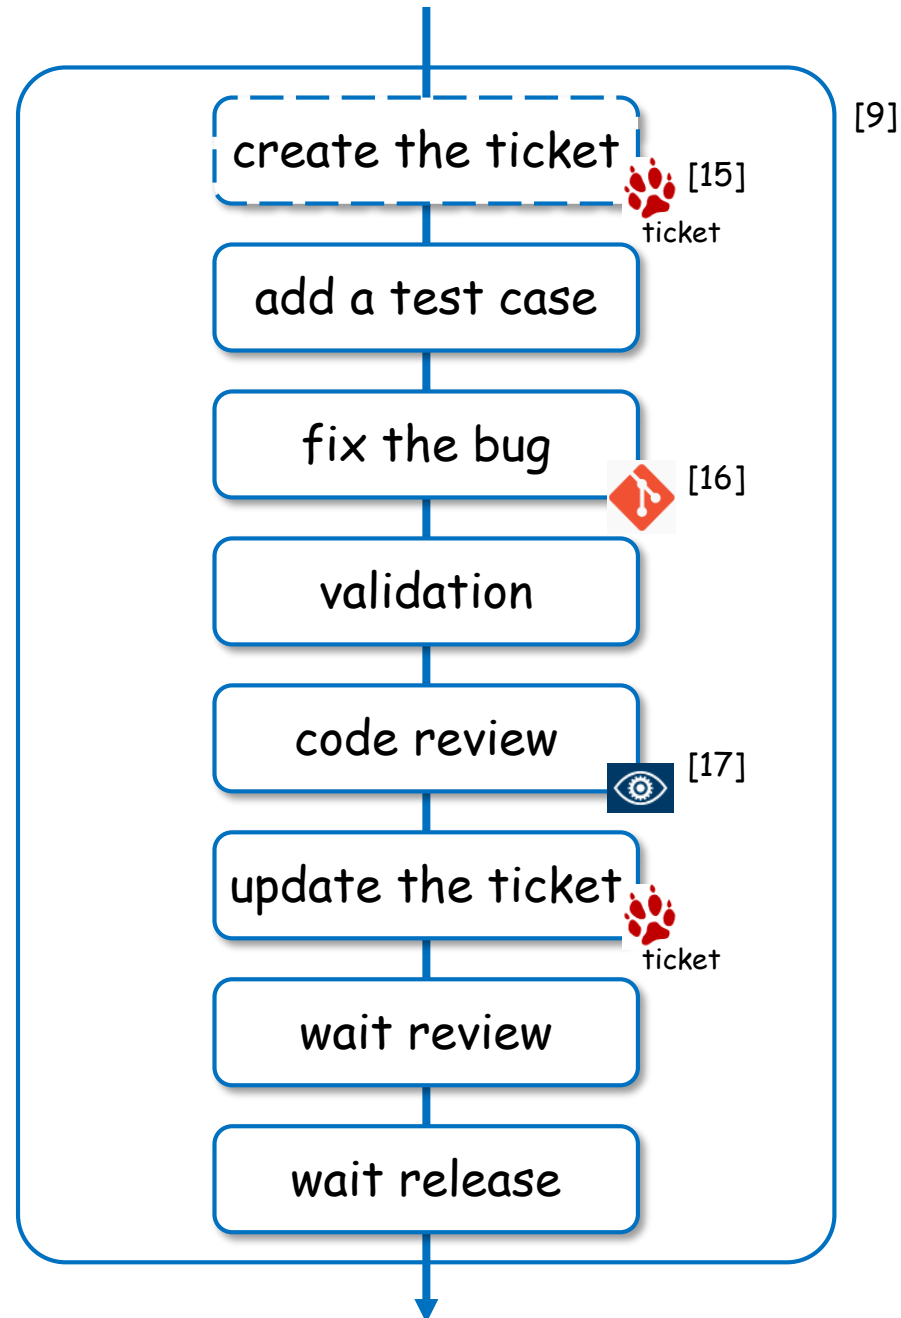 [9]
create the ticket
[15]
ticket
add a test case
fix the bug
[16]
validation
code review
[17]
update the ticket
ticket
wait review
wait release